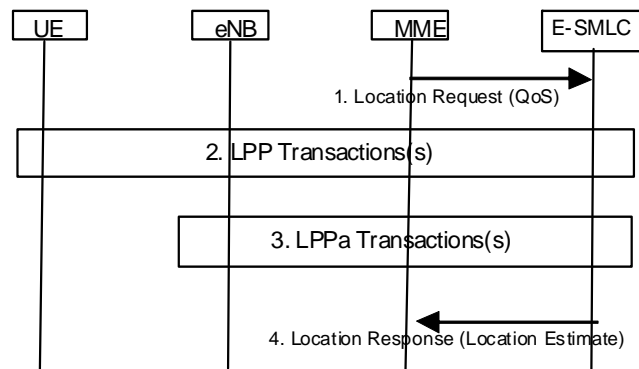 UE
eNB
MME
E-SMLC
1. Location Request (QoS)
2. LPP Transactions(s)
3. LPPa Transactions(s)
4. Location Response (Location Estimate)